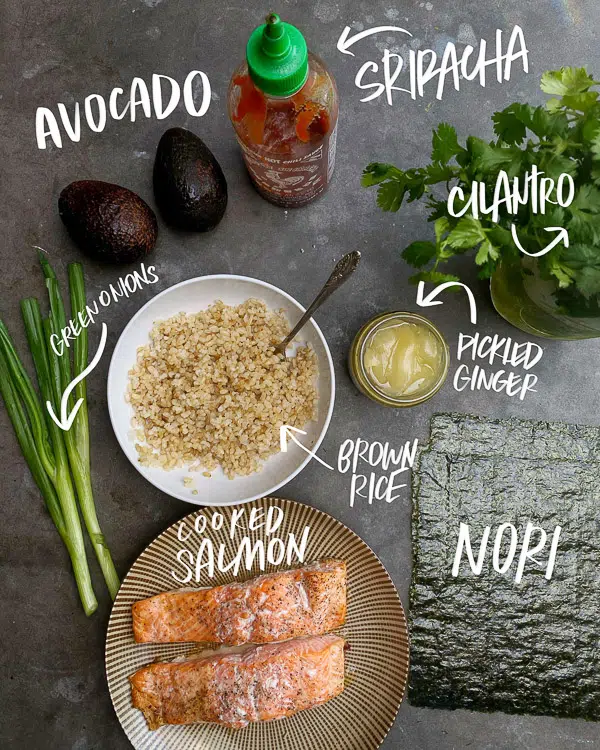 SRIRACHA
AVOCADO
CILANTRO
GREEN ONIONS
PICKLED
GINGER
BROWN
RICE
COOKED
SALMON
NORI